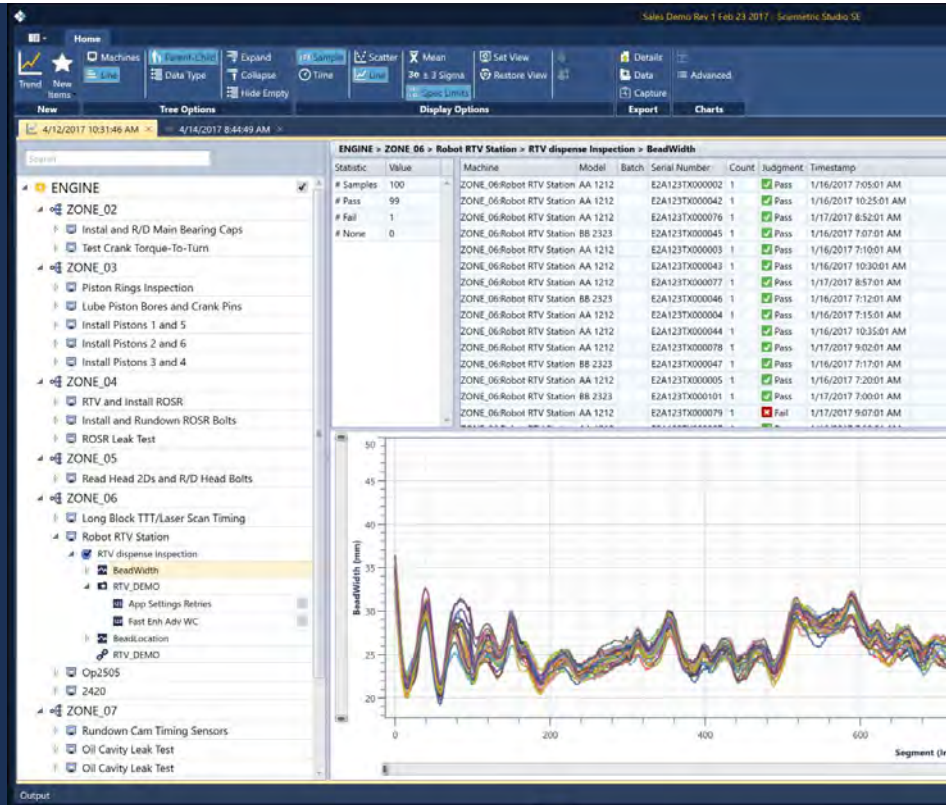 Sales Demo Rev 1 Feb 23 2017 - Sciemetric Studio SE
Home
Machines Parent-Child Expand Sample Scatter Mean Set View Details
Trend New Items Line Data Type Collapse Time Line 3σ ± 3 Sigma Restore View Data Advanced
Hide Empty Spec Limits Capture
New Tree Options Display Options Export Charts
4/12/2017 10:31:46 AM 4/14/2017 8:44:49 AM
Search
ENGINE > ZONE_06 > Robot RTV Station > RTV dispense Inspection > BeadWidth
ENGINE
ZONE_02
Instal and R/D Main Bearing Caps
Test Crank Torque-To-Turn
ZONE_03
Piston Rings Inspection
Lube Piston Bores and Crank Pins
Install Pistons 1 and 5
Install Pistons 2 and 6
Install Pistons 3 and 4
ZONE_04
RTV and Install ROSR
Install and Rundown ROSR Bolts
ROSR Leak Test
ZONE_05
Read Head 2Ds and R/D Head Bolts
ZONE_06
Long Block TTT/Laser Scan Timing
Robot RTV Station
RTV dispense Inspection
BeadWidth
RTV_DEMO
App Settings Retries
Fast Enh Adv WC
BeadLocation
RTV_DEMO
Op2505
2420
ZONE_07
Rundown Cam Timing Sensors
Oil Cavity Leak Test
Oil Cavity Leak Test
Statistic Value
# Samples 100
# Pass 99
# Fail 1
# None 0
Machine Model Batch Serial Number Count Judgment Timestamp
ZONE_06:Robot RTV Station AA 1212 E2A123TX000002 1 Pass 1/16/2017 7:05:01 AM
ZONE_06:Robot RTV Station AA 1212 E2A123TX000042 1 Pass 1/16/2017 10:25:01 AM
ZONE_06:Robot RTV Station AA 1212 E2A123TX000076 1 Pass 1/17/2017 8:52:01 AM
ZONE_06:Robot RTV Station BB 2323 E2A123TX000045 1 Pass 1/16/2017 7:07:01 AM
ZONE_06:Robot RTV Station AA 1212 E2A123TX000003 1 Pass 1/16/2017 7:10:01 AM
ZONE_06:Robot RTV Station AA 1212 E2A123TX000043 1 Pass 1/16/2017 10:30:01 AM
ZONE_06:Robot RTV Station AA 1212 E2A123TX000077 1 Pass 1/17/2017 8:57:01 AM
ZONE_06:Robot RTV Station BB 2323 E2A123TX000046 1 Pass 1/16/2017 7:12:01 AM
ZONE_06:Robot RTV Station AA 1212 E2A123TX000004 1 Pass 1/16/2017 7:15:01 AM
ZONE_06:Robot RTV Station AA 1212 E2A123TX000044 1 Pass 1/16/2017 10:35:01 AM
ZONE_06:Robot RTV Station AA 1212 E2A123TX000078 1 Pass 1/17/2017 9:02:01 AM
ZONE_06:Robot RTV Station BB 2323 E2A123TX000047 1 Pass 1/16/2017 7:17:01 AM
ZONE_06:Robot RTV Station AA 1212 E2A123TX000005 1 Pass 1/16/2017 7:20:01 AM
ZONE_06:Robot RTV Station BB 2323 E2A123TX000101 1 Pass 1/17/2017 7:00:01 AM
ZONE_06:Robot RTV Station AA 1212 E2A123TX000079 1 Fail 1/17/2017 9:07:01 AM
50
45
40
35
30
25
20
BeadWidth (mm)
0 200 400 600
Segment
Output